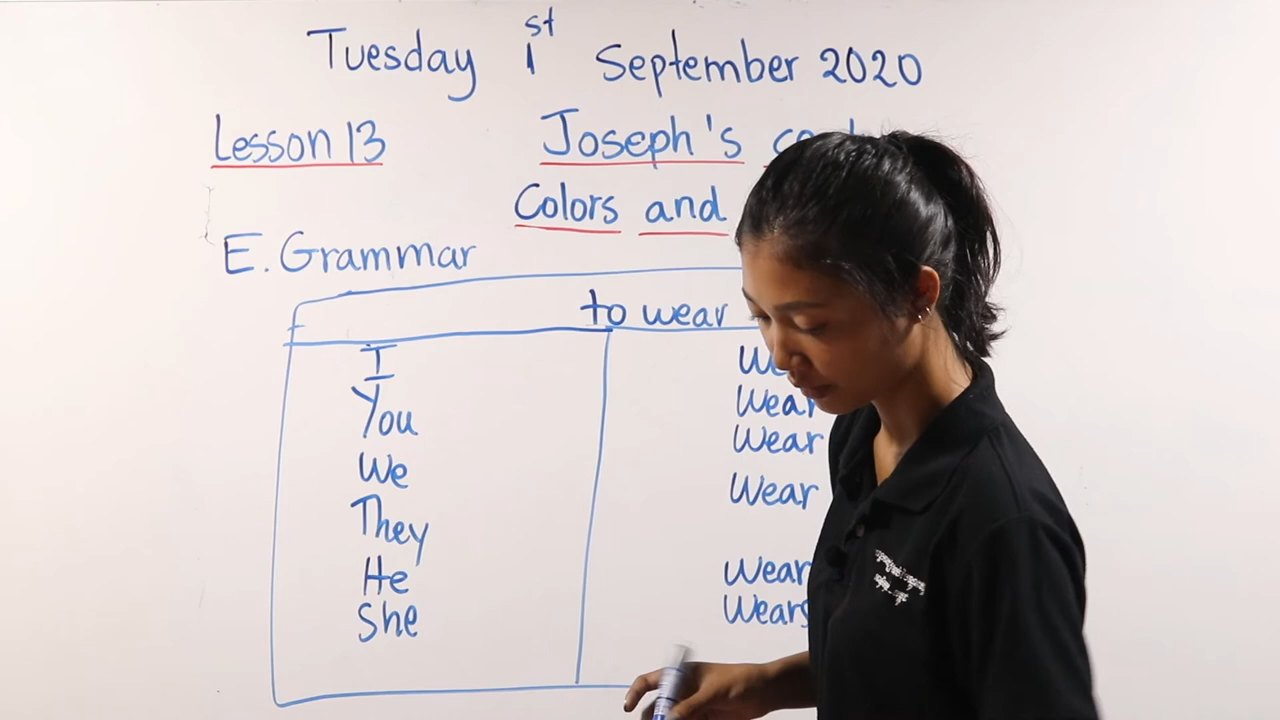 Tuesday 1st September 2020
Lesson 13 Joseph's
Colors and
E. Grammar
to wear
I
You Wear
We Wear
They Wear
He Wear
She Wears